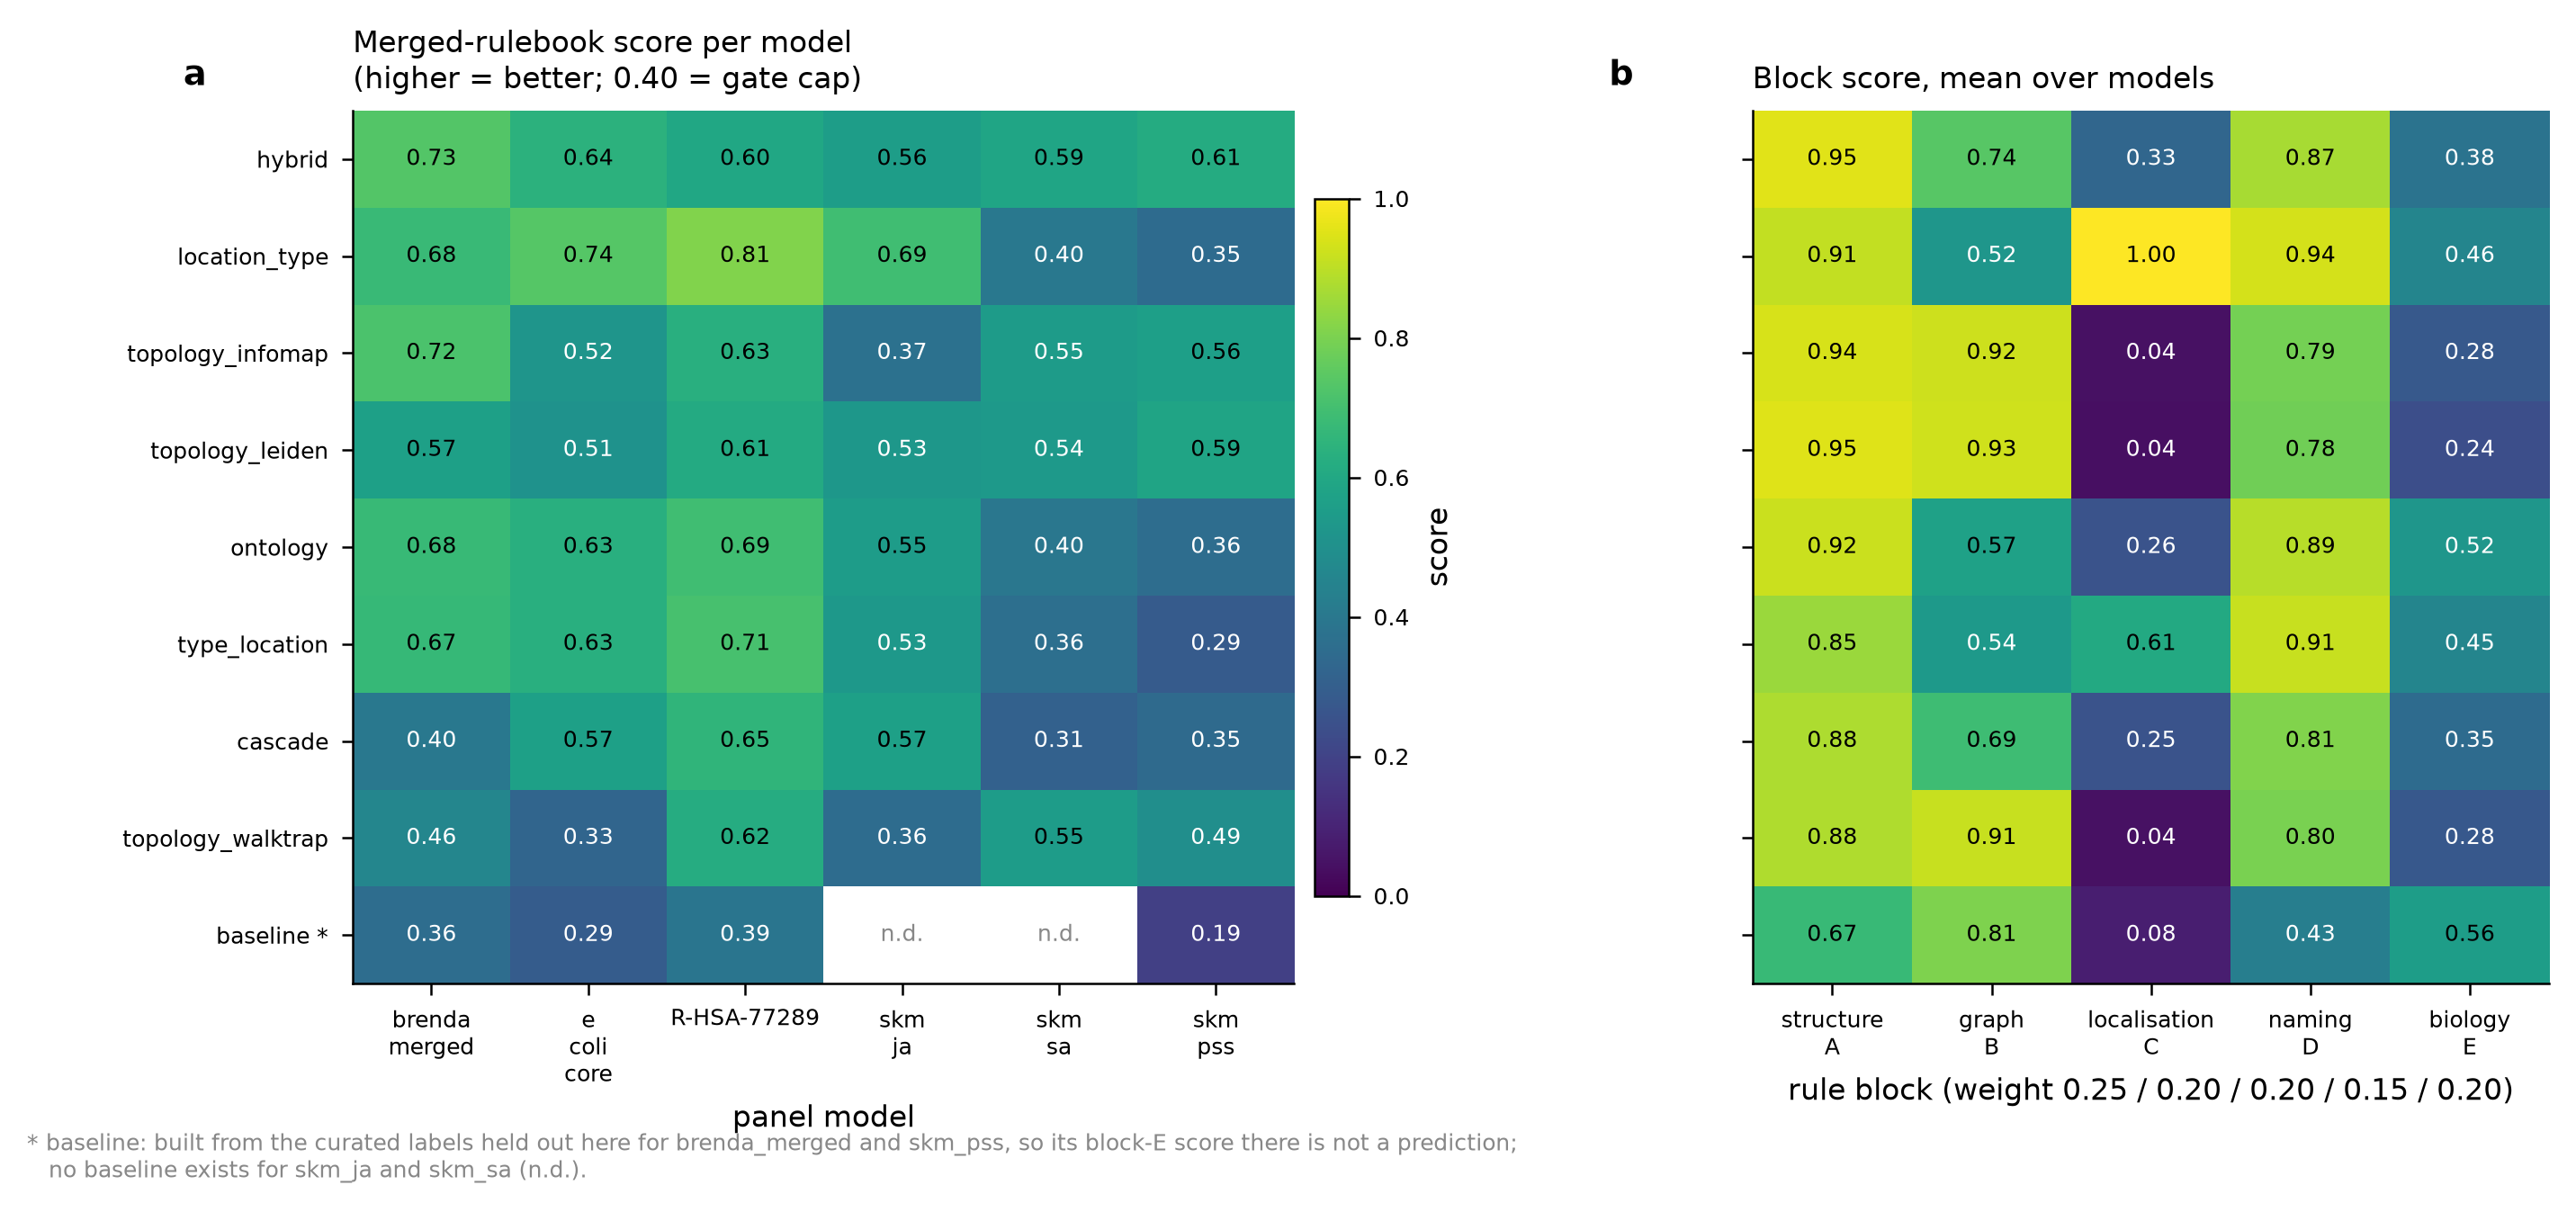 a
Merged-rulebook score per model
(higher = better; 0.40 = gate cap)
b
Block score, mean over models
hybrid 0.73 0.64 0.60 0.56 0.59 0.61
location_type 0.68 0.74 0.81 0.69 0.40 0.35
topology_infomap 0.72 0.52 0.63 0.37 0.55 0.56
topology_leiden 0.57 0.51 0.61 0.53 0.54 0.59
ontology 0.68 0.63 0.69 0.55 0.40 0.36
type_location 0.67 0.63 0.71 0.53 0.36 0.29
cascade 0.40 0.57 0.65 0.57 0.31 0.35
topology_walktrap 0.46 0.33 0.62 0.36 0.55 0.49
baseline * 0.36 0.29 0.39 n.d. n.d. 0.19
brenda
merged
e
coli
core
R-HSA-77289
skm
ja
skm
sa
skm
pss
panel model
1.0
0.8
0.6
0.4
0.2
0.0
score
0.95 0.74 0.33 0.87 0.38
0.91 0.52 1.00 0.94 0.46
0.94 0.92 0.04 0.79 0.28
0.95 0.93 0.04 0.78 0.24
0.92 0.57 0.26 0.89 0.52
0.85 0.54 0.61 0.91 0.45
0.88 0.69 0.25 0.81 0.35
0.88 0.91 0.04 0.80 0.28
0.67 0.81 0.08 0.43 0.56
structure
A
graph
B
localisation
C
naming
D
biology
E
rule block (weight 0.25 / 0.20 / 0.20 / 0.15 / 0.20)
* baseline: built from the curated labels held out here for brenda_merged and skm_pss, so its block-E score there is not a prediction;
no baseline exists for skm_ja and skm_sa (n.d.).